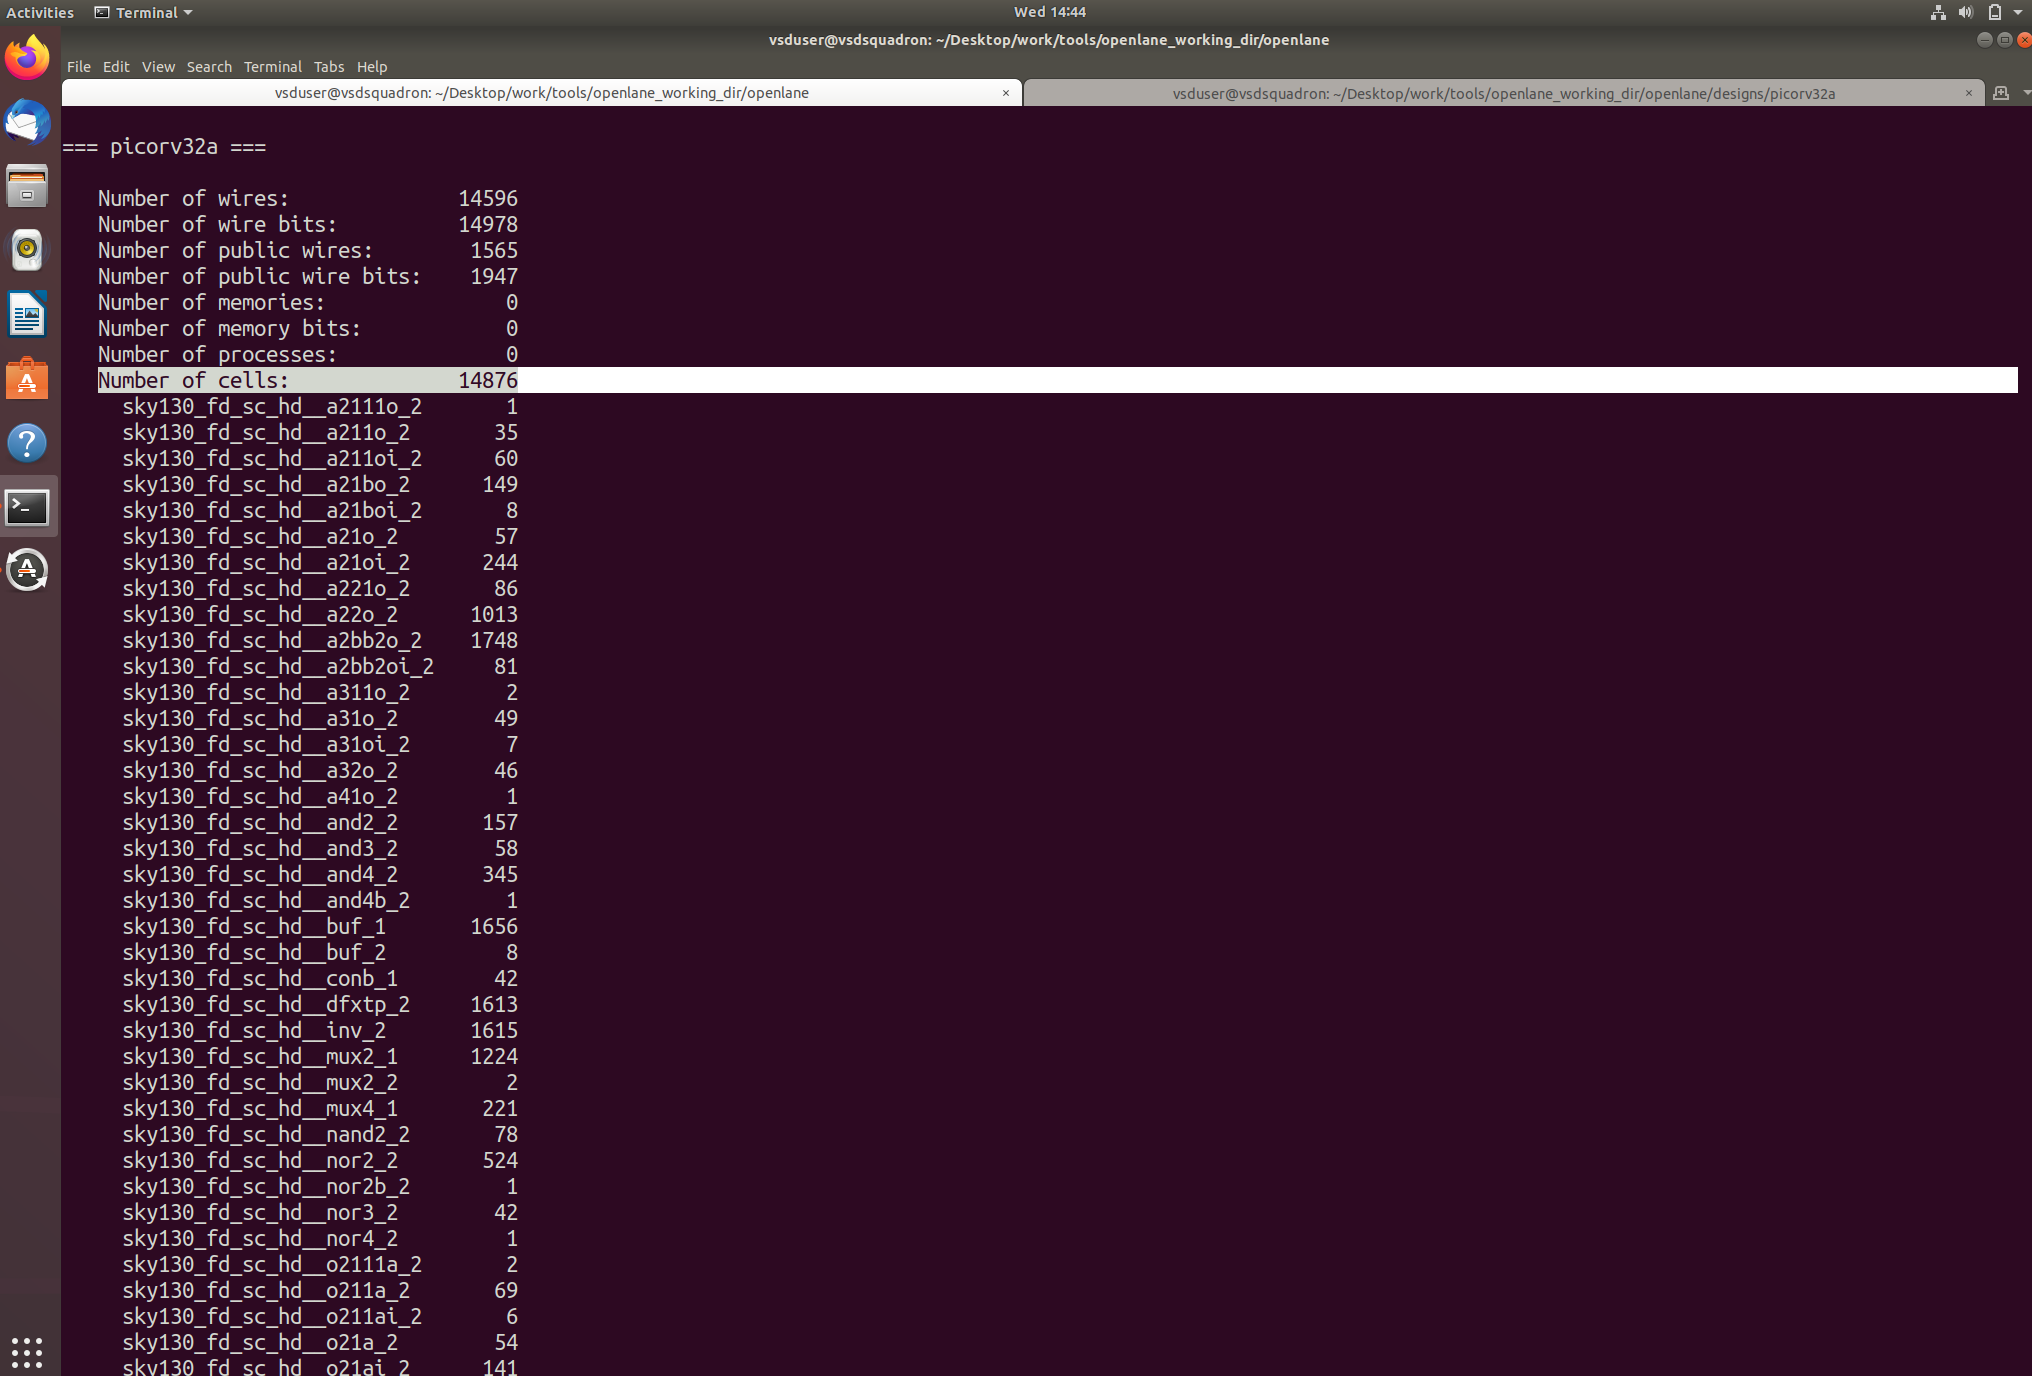 Activities Terminal Wed 14:44
vsduser@vsdsquadron: ~/Desktop/work/tools/openlane_working_dir/openlane
File Edit View Search Terminal Tabs Help
vsduser@vsdsquadron: ~/Desktop/work/tools/openlane_working_dir/openlane × vsduser@vsdsquadron: ~/Desktop/work/tools/openlane_working_dir/openlane/designs/picorv32a ×
=== picorv32a ===
Number of wires: 14596
Number of wire bits: 14978
Number of public wires: 1565
Number of public wire bits: 1947
Number of memories: 0
Number of memory bits: 0
Number of processes: 0
Number of cells: 14876
sky130_fd_sc_hd__a2111o_2 1
sky130_fd_sc_hd__a211o_2 35
sky130_fd_sc_hd__a211oi_2 60
sky130_fd_sc_hd__a21bo_2 149
sky130_fd_sc_hd__a21boi_2 8
sky130_fd_sc_hd__a21o_2 57
sky130_fd_sc_hd__a21oi_2 244
sky130_fd_sc_hd__a221o_2 86
sky130_fd_sc_hd__a22o_2 1013
sky130_fd_sc_hd__a2bb2o_2 1748
sky130_fd_sc_hd__a2bb2oi_2 81
sky130_fd_sc_hd__a311o_2 2
sky130_fd_sc_hd__a31o_2 49
sky130_fd_sc_hd__a31oi_2 7
sky130_fd_sc_hd__a32o_2 46
sky130_fd_sc_hd__a41o_2 1
sky130_fd_sc_hd__and2_2 157
sky130_fd_sc_hd__and3_2 58
sky130_fd_sc_hd__and4_2 345
sky130_fd_sc_hd__and4b_2 1
sky130_fd_sc_hd__buf_1 1656
sky130_fd_sc_hd__buf_2 8
sky130_fd_sc_hd__conb_1 42
sky130_fd_sc_hd__dfxtp_2 1613
sky130_fd_sc_hd__inv_2 1615
sky130_fd_sc_hd__mux2_1 1224
sky130_fd_sc_hd__mux2_2 2
sky130_fd_sc_hd__mux4_1 221
sky130_fd_sc_hd__nand2_2 78
sky130_fd_sc_hd__nor2_2 524
sky130_fd_sc_hd__nor2b_2 1
sky130_fd_sc_hd__nor3_2 42
sky130_fd_sc_hd__nor4_2 1
sky130_fd_sc_hd__o2111a_2 2
sky130_fd_sc_hd__o211a_2 69
sky130_fd_sc_hd__o211ai_2 6
sky130_fd_sc_hd__o21a_2 54
sky130_fd_sc_hd__o21ai_2 141